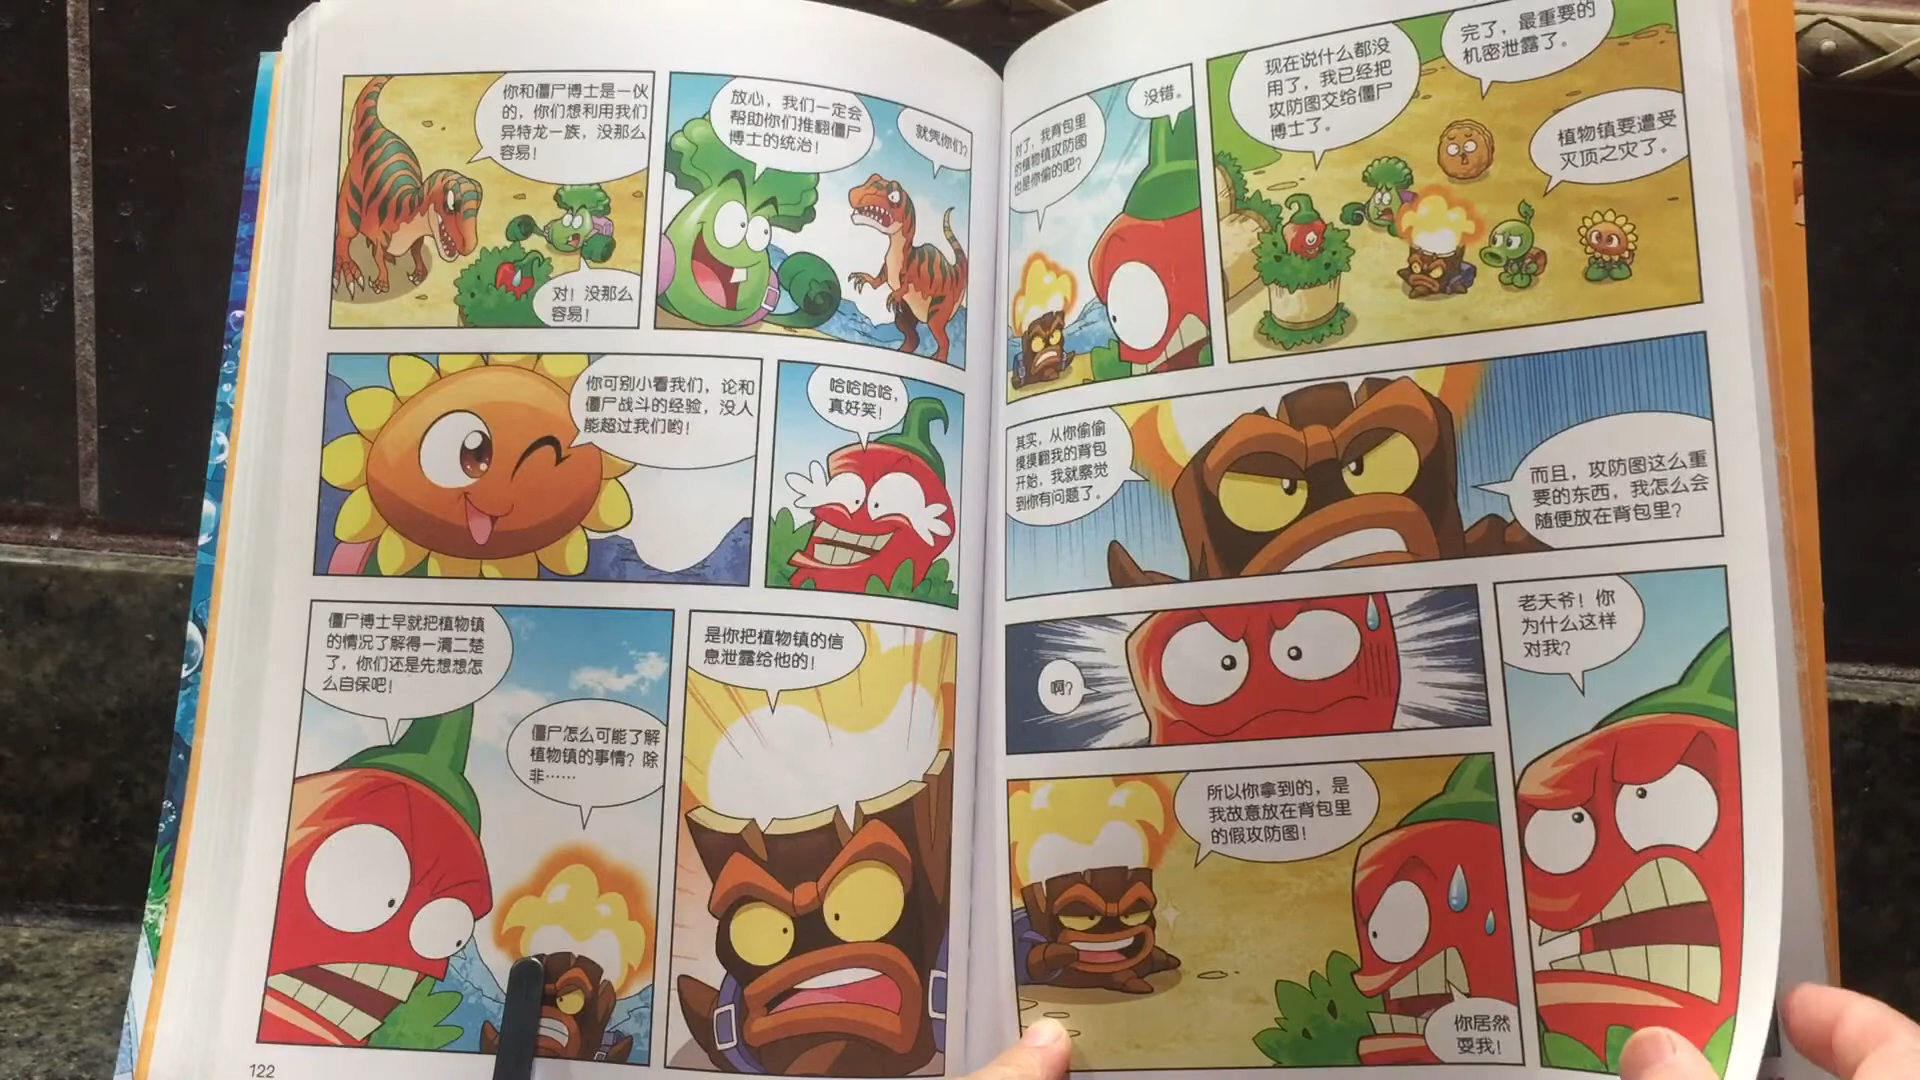 你和僵尸博士是一伙
的，你们想利用我们
异特龙一族，没那么
容易！
对！没那么
容易！
放心，我们一定会
帮助你们推翻僵尸
博士的统治！
就凭你们？
你可别小看我们，论和
僵尸战斗的经验，没人
能超过我们哟！
哈哈哈哈，
真好笑！
僵尸博士早就把植物镇
的情况了解得一清二楚
了，你们还是先想想怎
么自保吧！
僵尸怎么可能了解
植物镇的事情？除
非……
是你把植物镇的信
息泄露给他的！
122
对了，我背包里
的植物镇攻防图
也是你偷的吧？
没错。
现在说什么都没
用了，我已经把
攻防图交给僵尸
博士了。
完了，最重要的
机密泄露了。
植物镇要遭受
灭顶之灾了。
其实，从你偷偷
摸摸翻我的背包
开始，我就察觉
到你有问题了。
而且，攻防图这么重
要的东西，我怎么会
随便放在背包里？
啊？
老天爷！你
为什么这样
对我？
所以你拿到的，是
我故意放在背包里
的假攻防图！
你居然
耍我！